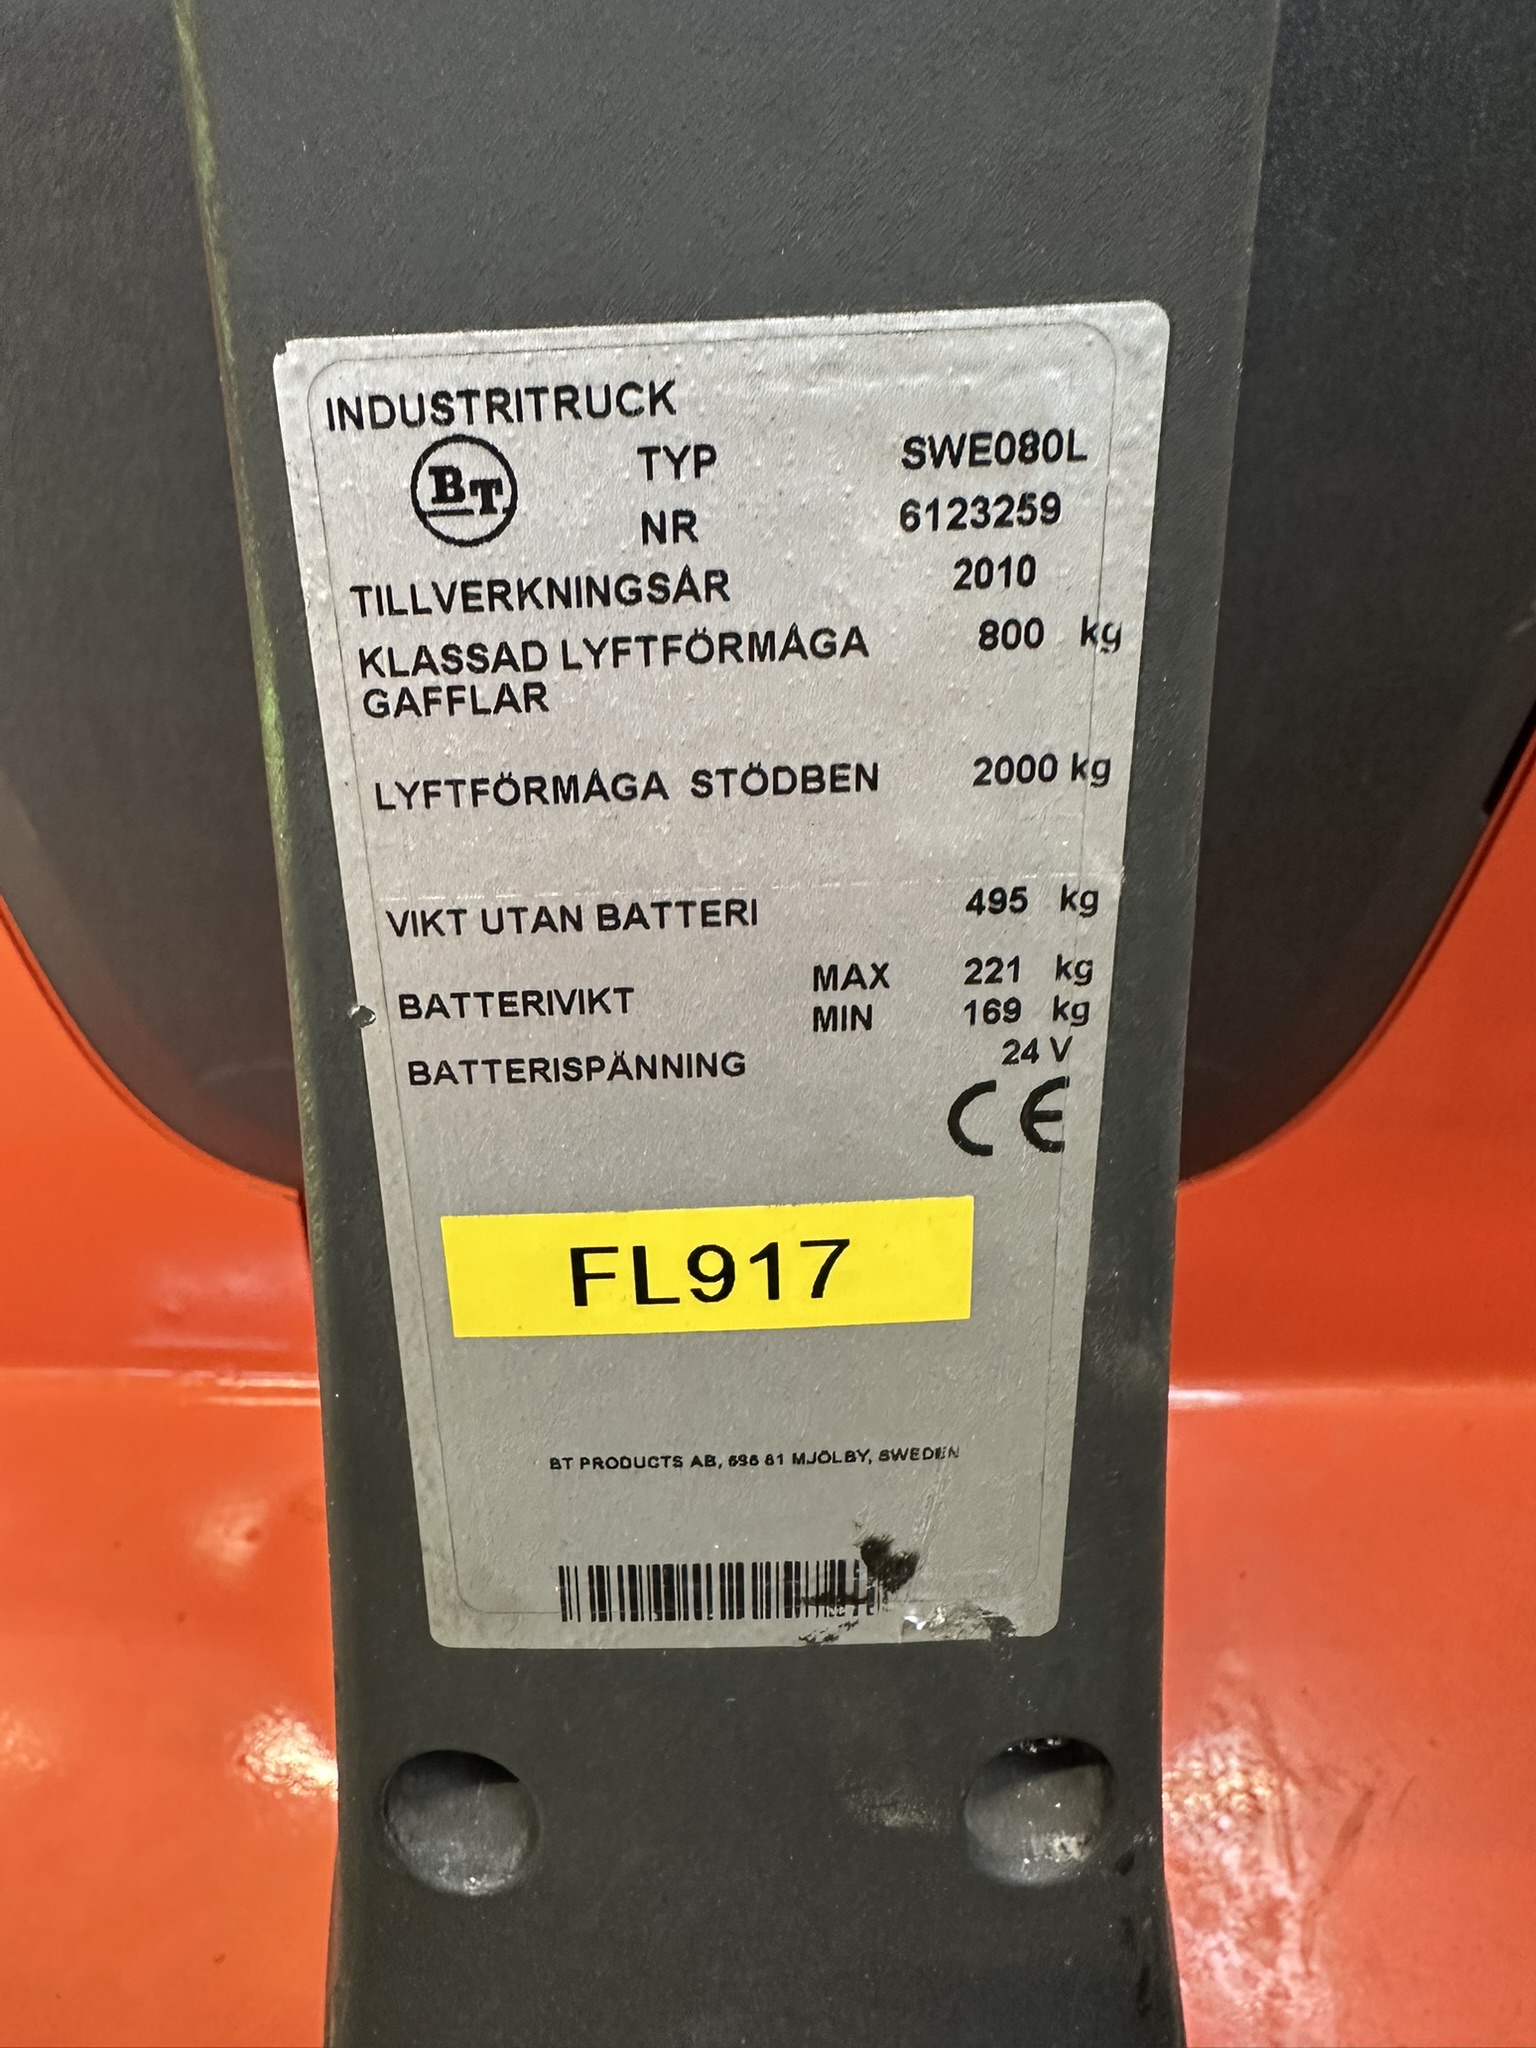 INDUSTRITRUCK
BT TYP SWE080L
NR 6123259
TILLVERKNINGSÅR 2010
KLASSAD LYFTFÖRMÅGA 800 kg
GAFFLAR
LYFTFÖRMÅGA STÖDBEN 2000 kg
VIKT UTAN BATTERI 495 kg
BATTERIVIKT MAX 221 kg
MIN 169 kg
BATTERISPÄNNING 24 V
CE
FL917
BT PRODUCTS AB, MJÖLBY, SWEDEN